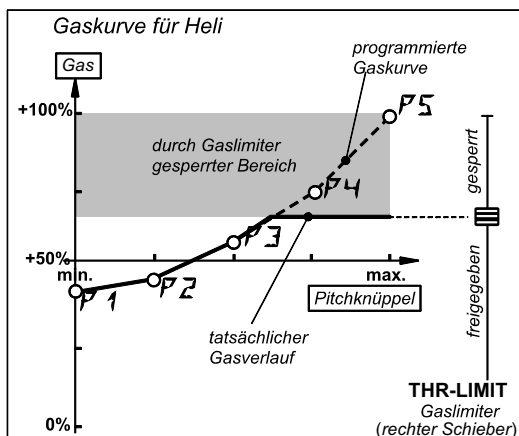 Gaskurve für Heli
Gas
programmierte
Gaskurve
+100%
P5
durch Gaslimiter
gesperrter Bereich
gesperrt
P4
P3
+50%
min.
max.
P1
P2
Pitchknüppel
freigegeben
tatsächlicher
Gasverlauf
THR-LIMIT
Gaslimiter
(rechter Schieber)
0%